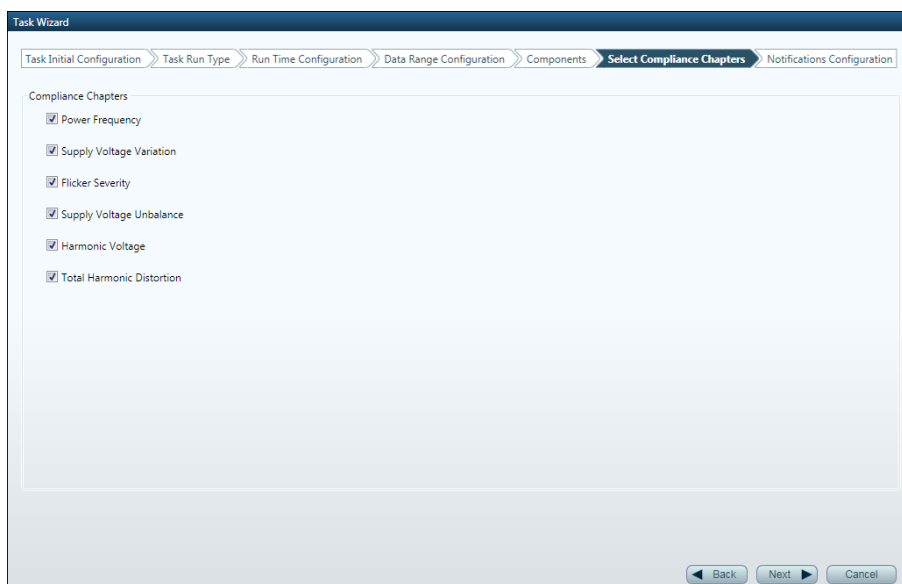 Task Wizard
Task Initial Configuration Task Run Type Run Time Configuration Data Range Configuration Components Select Compliance Chapters Notifications Configuration
Compliance Chapters
Power Frequency
Supply Voltage Variation
Flicker Severity
Supply Voltage Unbalance
Harmonic Voltage
Total Harmonic Distortion
Back Next Cancel